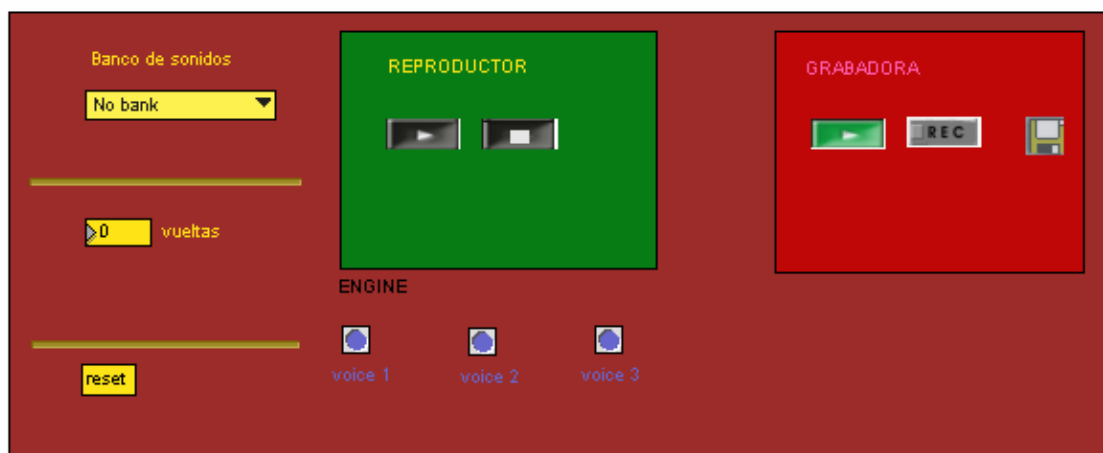 Banco de sonidos
No bank
0 vueltas
reset
REPRODUCTOR
ENGINE
voice 1 voice 2 voice 3
GRABADORA
REC